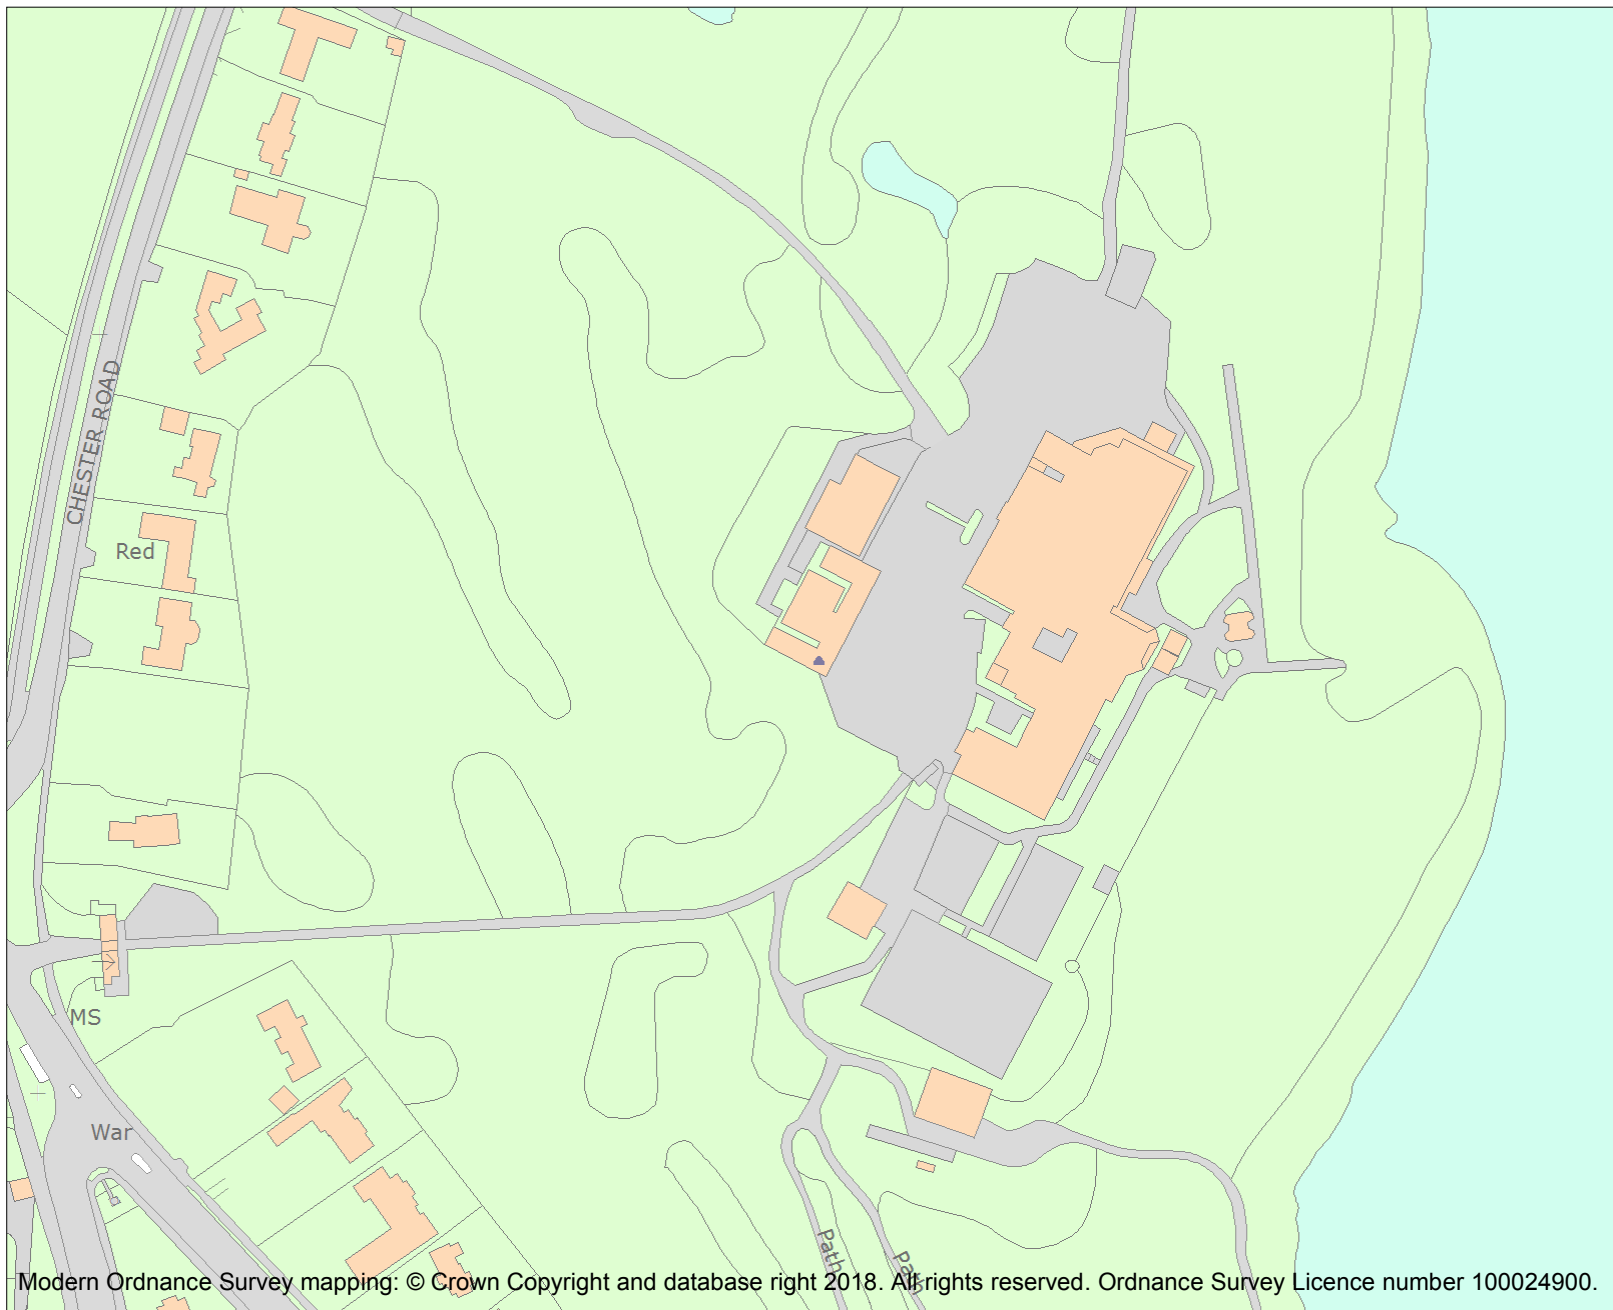 CHESTER ROAD
Red
MS
War
Path
Path
Modern Ordnance Survey mapping: © Crown Copyright and database right 2018. All rights reserved. Ordnance Survey Licence number 100024900.